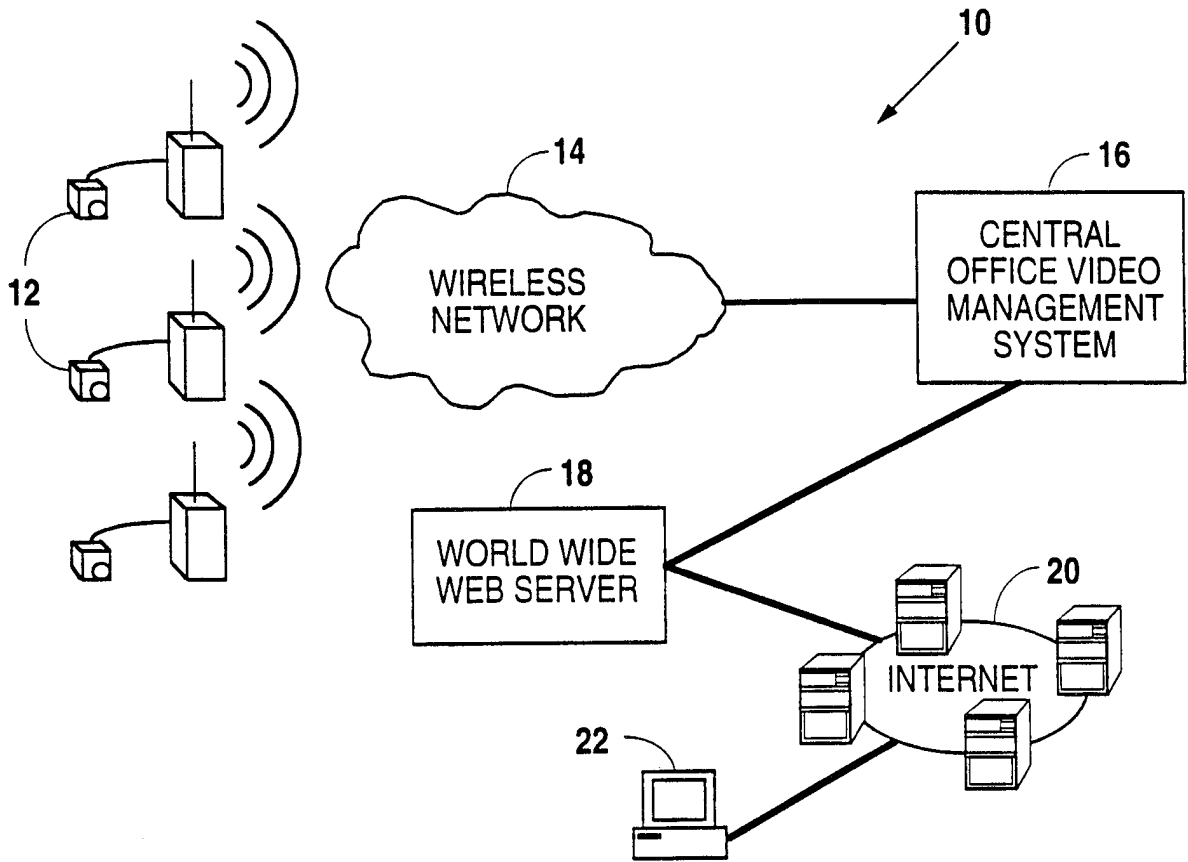 10
14
16
12
WIRELESS
NETWORK
CENTRAL
OFFICE VIDEO
MANAGEMENT
SYSTEM
18
WORLD WIDE
WEB SERVER
20
INTERNET
22